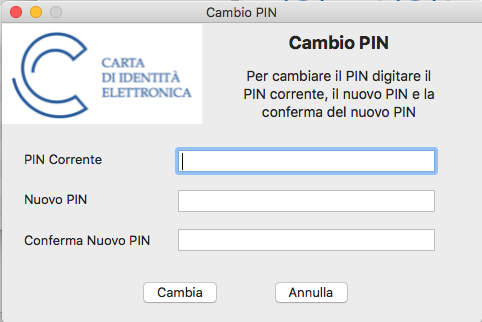 Cambio PIN
CARTA
DI IDENTITÀ
ELETTRONICA
Cambio PIN
Per cambiare il PIN digitare il
PIN corrente, il nuovo PIN e la
conferma del nuovo PIN
PIN Corrente
Nuovo PIN
Conferma Nuovo PIN
Cambia
Annulla